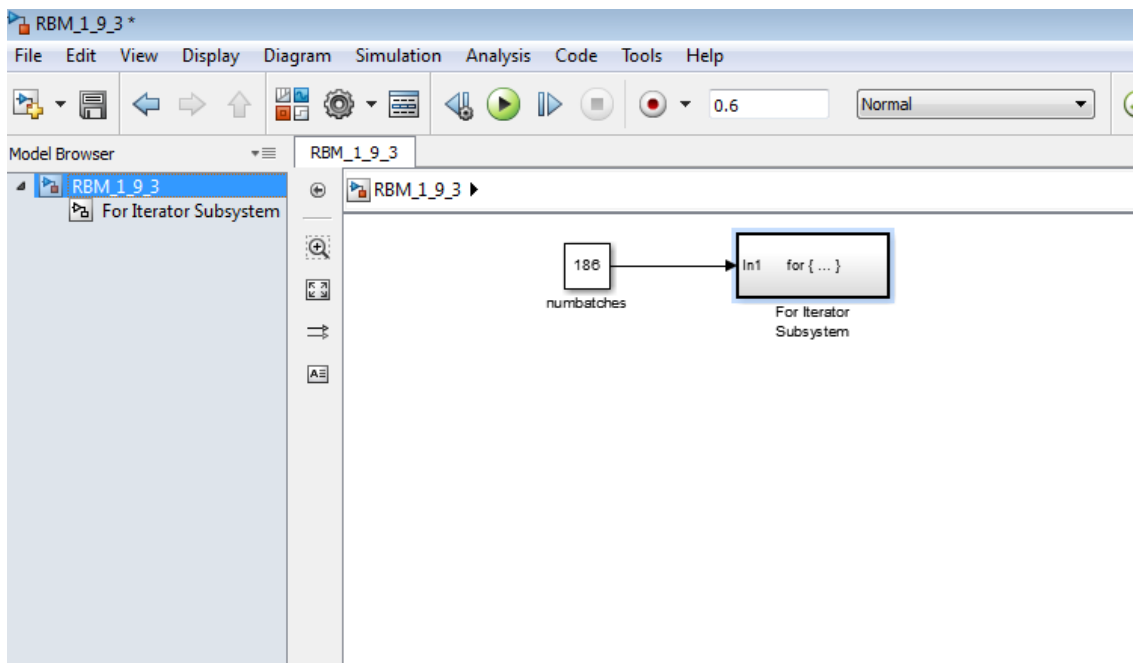 RBM_1_9_3 *
File Edit View Display Diagram Simulation Analysis Code Tools Help
0.6 Normal
Model Browser
RBM_1_9_3
RBM_1_9_3
RBM_1_9_3
For Iterator Subsystem
186
In1 for { ... }
numbatches
For Iterator
Subsystem